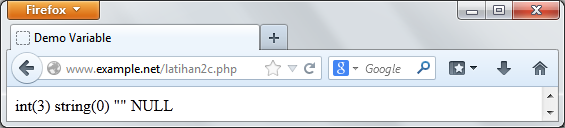 Firefox
Demo Variable
www.example.net/latihan2c.php
Google
int(3) string(0) "" NULL